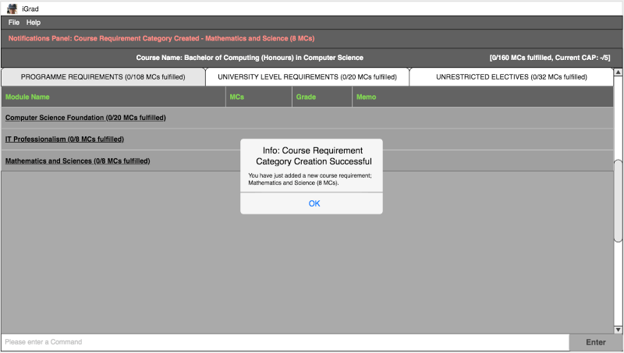 iGrad
File Help
Notifications Panel: Course Requirement Category Created - Mathematics and Science (8 MCs)
Course Name: Bachelor of Computing (Honours) in Computer Science [0/160 MCs fulfilled, Current CAP: -/5]
PROGRAMME REQUIREMENTS (0/108 MCs fulfilled) UNIVERSITY LEVEL REQUIREMENTS (0/20 MCs fulfilled) UNRESTRICTED ELECTIVES (0/32 MCs fulfilled)
Module Name MCs Grade Memo
Computer Science Foundation (0/20 MCs fulfilled)
IT Professionalism (0/8 MCs fulfilled)
Mathematics and Sciences (0/8 MCs fulfilled)
Info: Course Requirement
Category Creation Successful
You have just added a new course requirement;
Mathematics and Science (8 MCs).
OK
Please enter a Command Enter